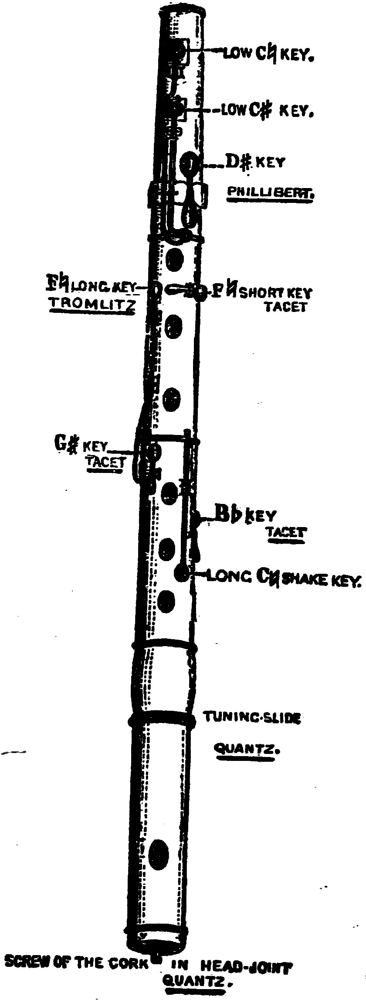 LOW C♮ KEY.
LOW C# KEY.
D# KEY
PHILLIBERT.
F♮ LONG KEY
TROMLITZ
F♮ SHORT KEY
TACET
G# KEY
TACET
B♭ KEY
TACET
LONG C♮ SHAKE KEY.
TUNING-SLIDE
QUANTZ.
SCREW OF THE CORK IN HEAD-JOINT
QUANTZ.